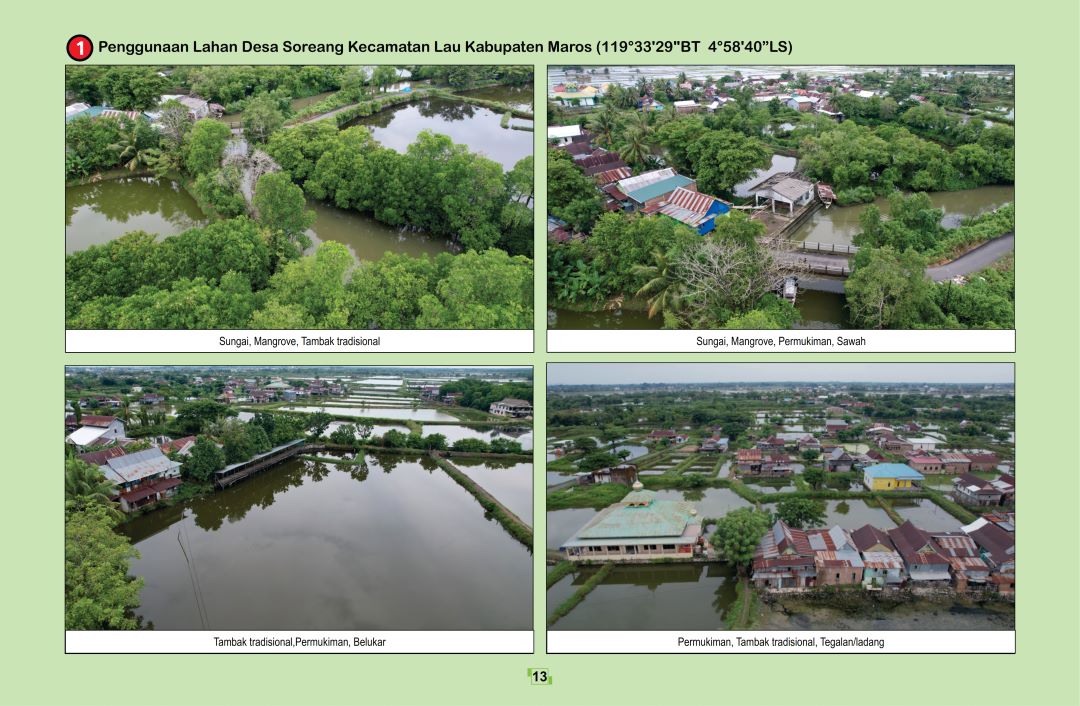 1 Penggunaan Lahan Desa Soreang Kecamatan Lau Kabupaten Maros (119°33'29"BT 4°58'40”LS)
Sungai, Mangrove, Tambak tradisional
Sungai, Mangrove, Permukiman, Sawah
Tambak tradisional,Permukiman, Belukar
Permukiman, Tambak tradisional, Tegalan/ladang
13